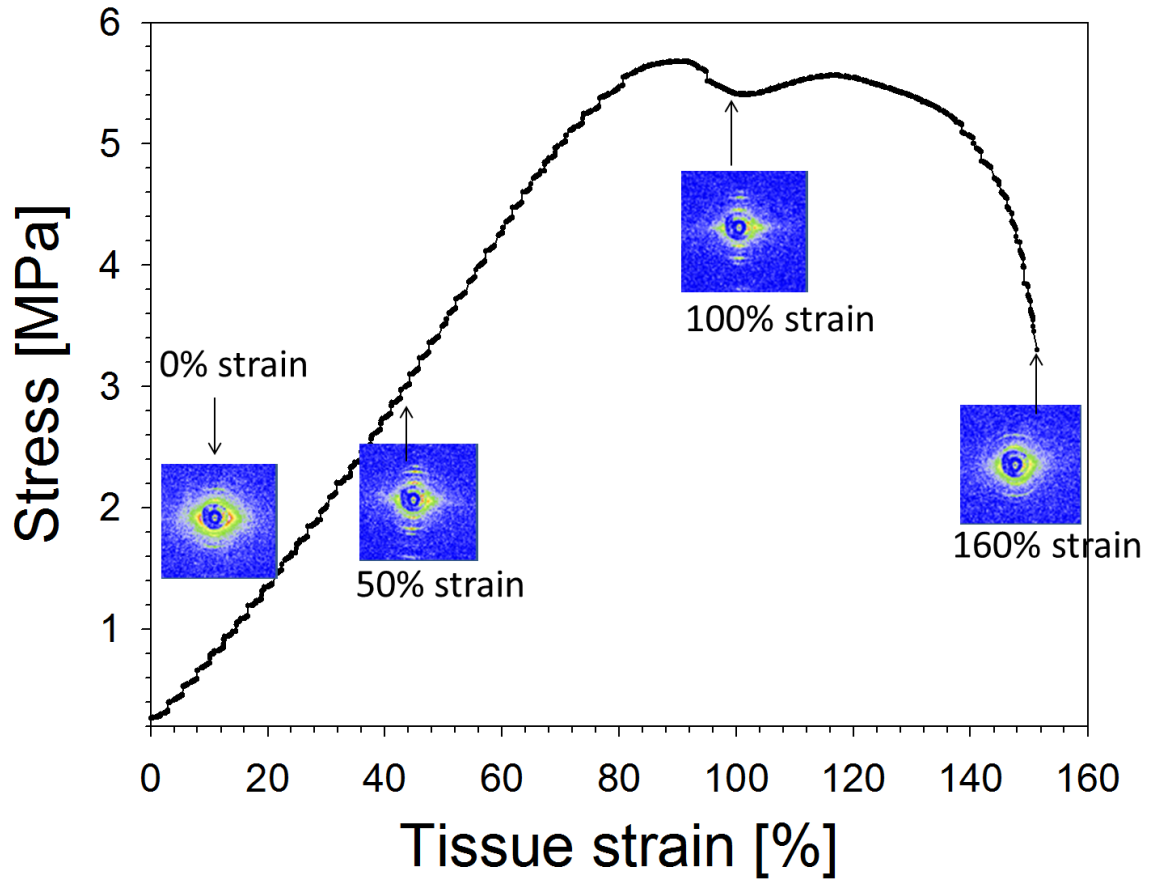 6
5
4
3
2
1
Stress [MPa]
0% strain
50% strain
100% strain
160% strain
0 20 40 60 80 100 120 140 160
Tissue strain [%]